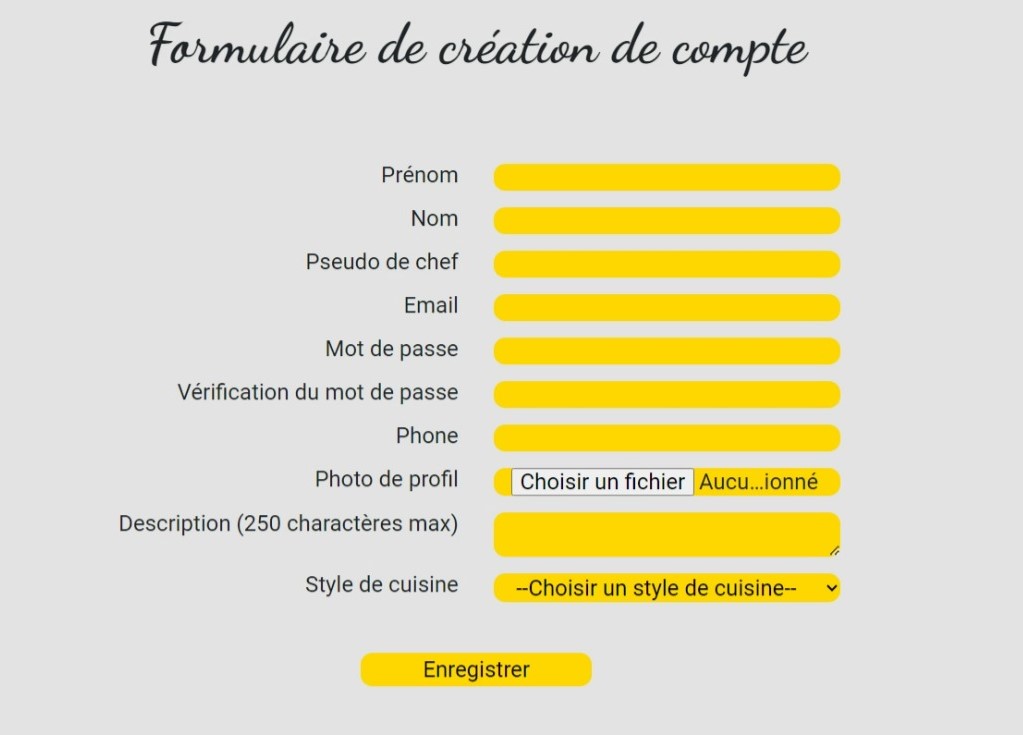 Formulaire de création de compte
Prénom
Nom
Pseudo de chef
Email
Mot de passe
Vérification du mot de passe
Phone
Photo de profil Choisir un fichier Aucu...ionné
Description (250 charactères max)
Style de cuisine --Choisir un style de cuisine--
Enregistrer